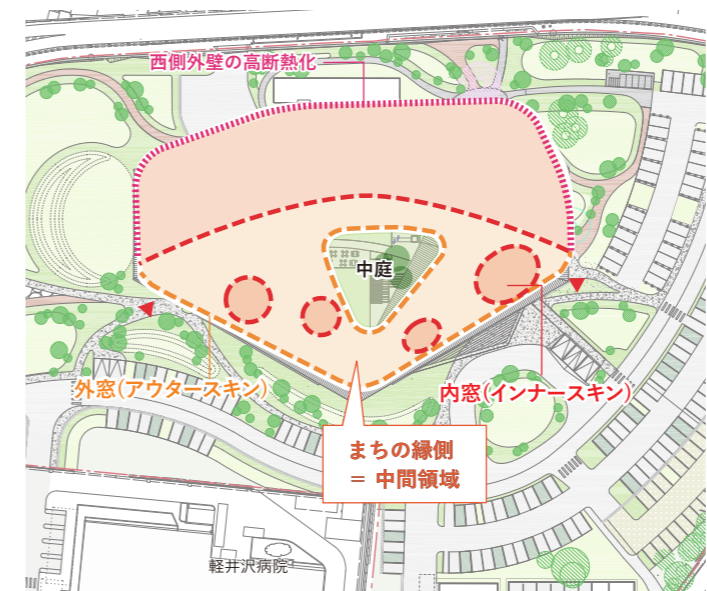 西側外壁の高断熱化
中庭
外窓(アウタースキン)
内窓(インナースキン)
まちの縁側
= 中間領域
軽井沢病院